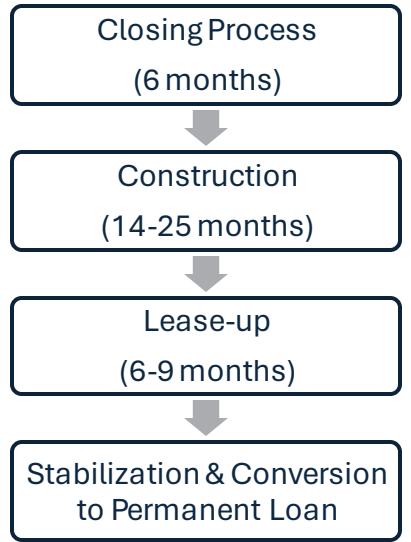 Closing Process
(6 months)
Construction
(14-25 months)
Lease-up
(6-9 months)
Stabilization & Conversion
to Permanent Loan